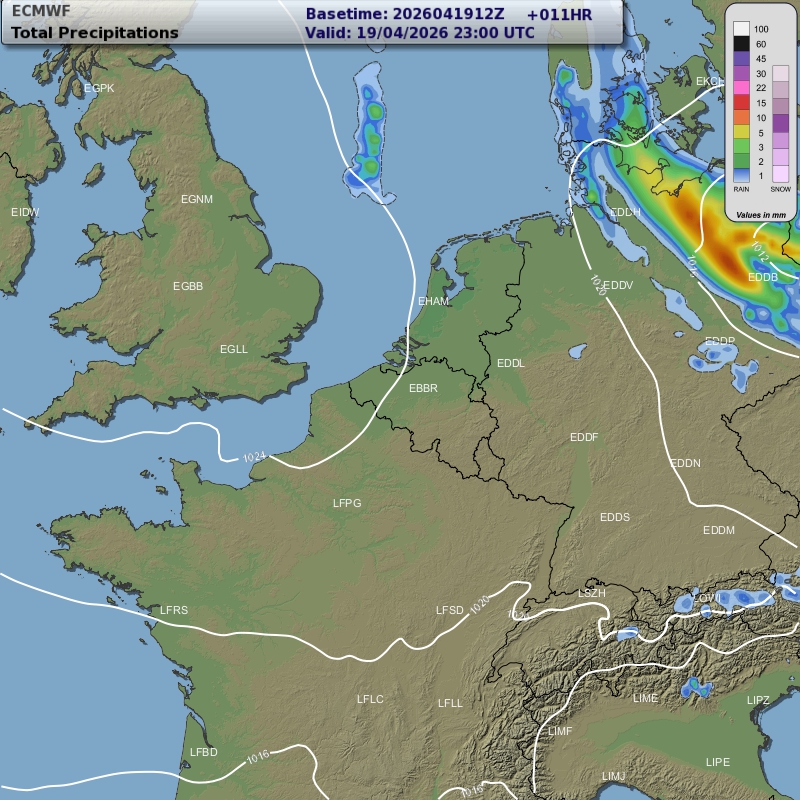 ECMWF
Basetime: 2026041912Z +011HR
Total Precipitations
Valid: 19/04/2026 23:00 UTC
100
60
45
30
22
15
10
5
3
2
1
RAIN SNOW
Values in mm
EGPK
EIDW
EGNM
EGBB
EGLL
EHAM
EBBR
EDDL
EDDH
EDDV
EDDB
EDDP
EDDF
EDDN
EDDS
EDDM
LFPG
LFRS
LFSD
LSZH
LFLC
LFLL
LFBD
LIMF
LIME
LIMJ
LIPE
LIPZ
1024
1020
1020
1016
1016
1016
1012